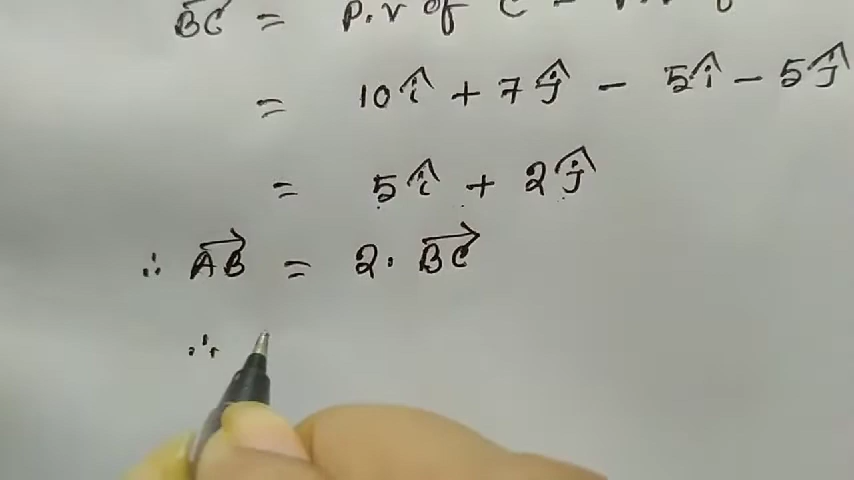 BC⃗ = P.V of C -
= 10î + 7ĵ - 5î - 5ĵ
= 5î + 2ĵ
∴ AB⃗ = 2. BC⃗
∴